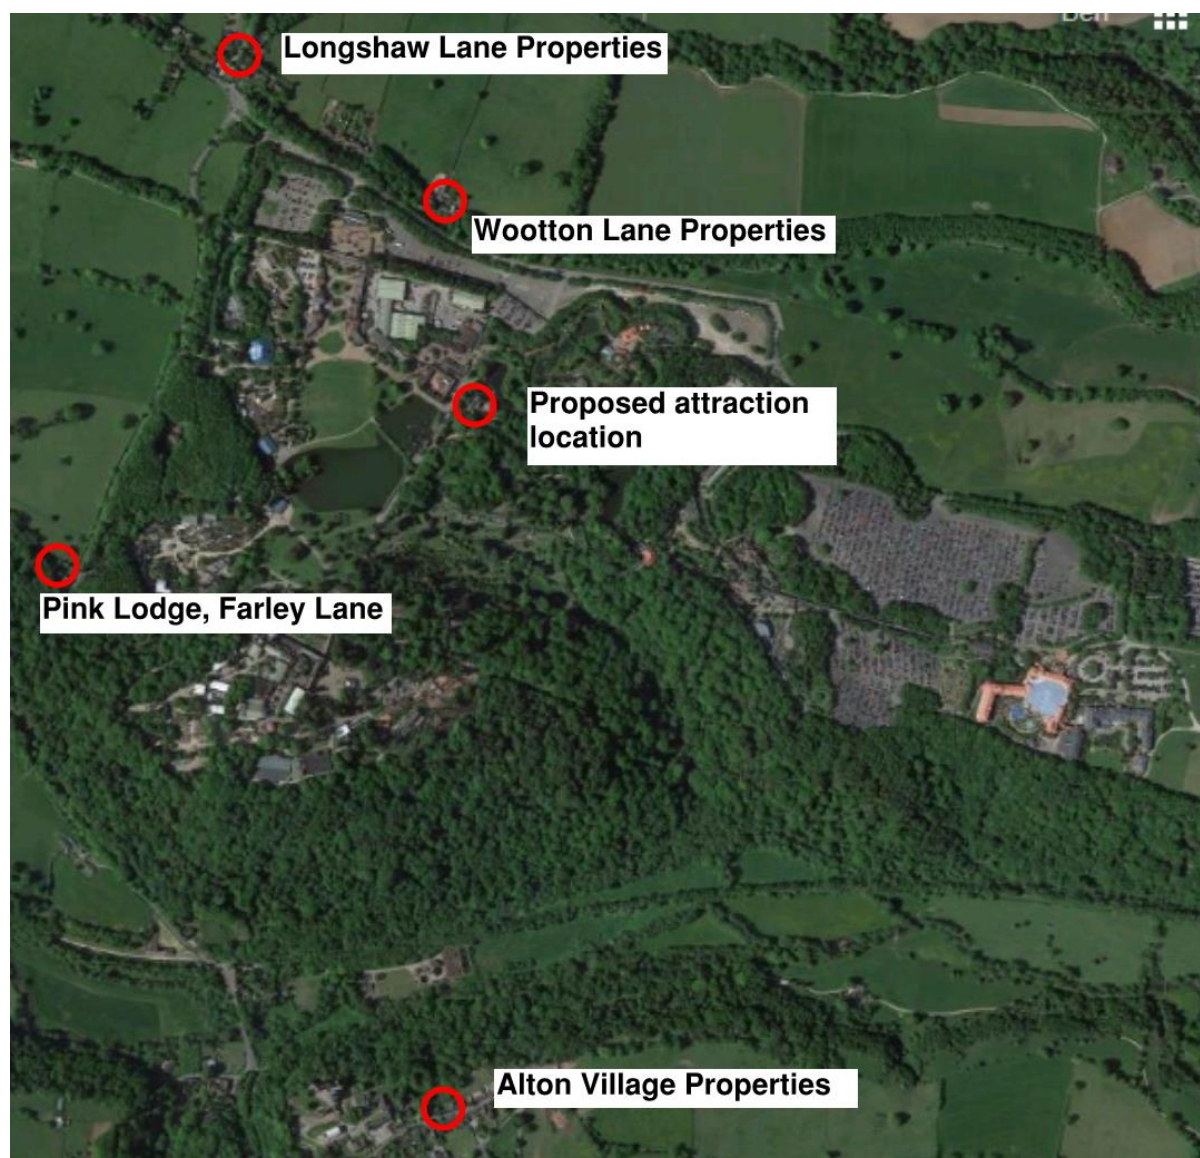 Longshaw Lane Properties
Wootton Lane Properties
Proposed attraction
location
Pink Lodge, Farley Lane
Alton Village Properties